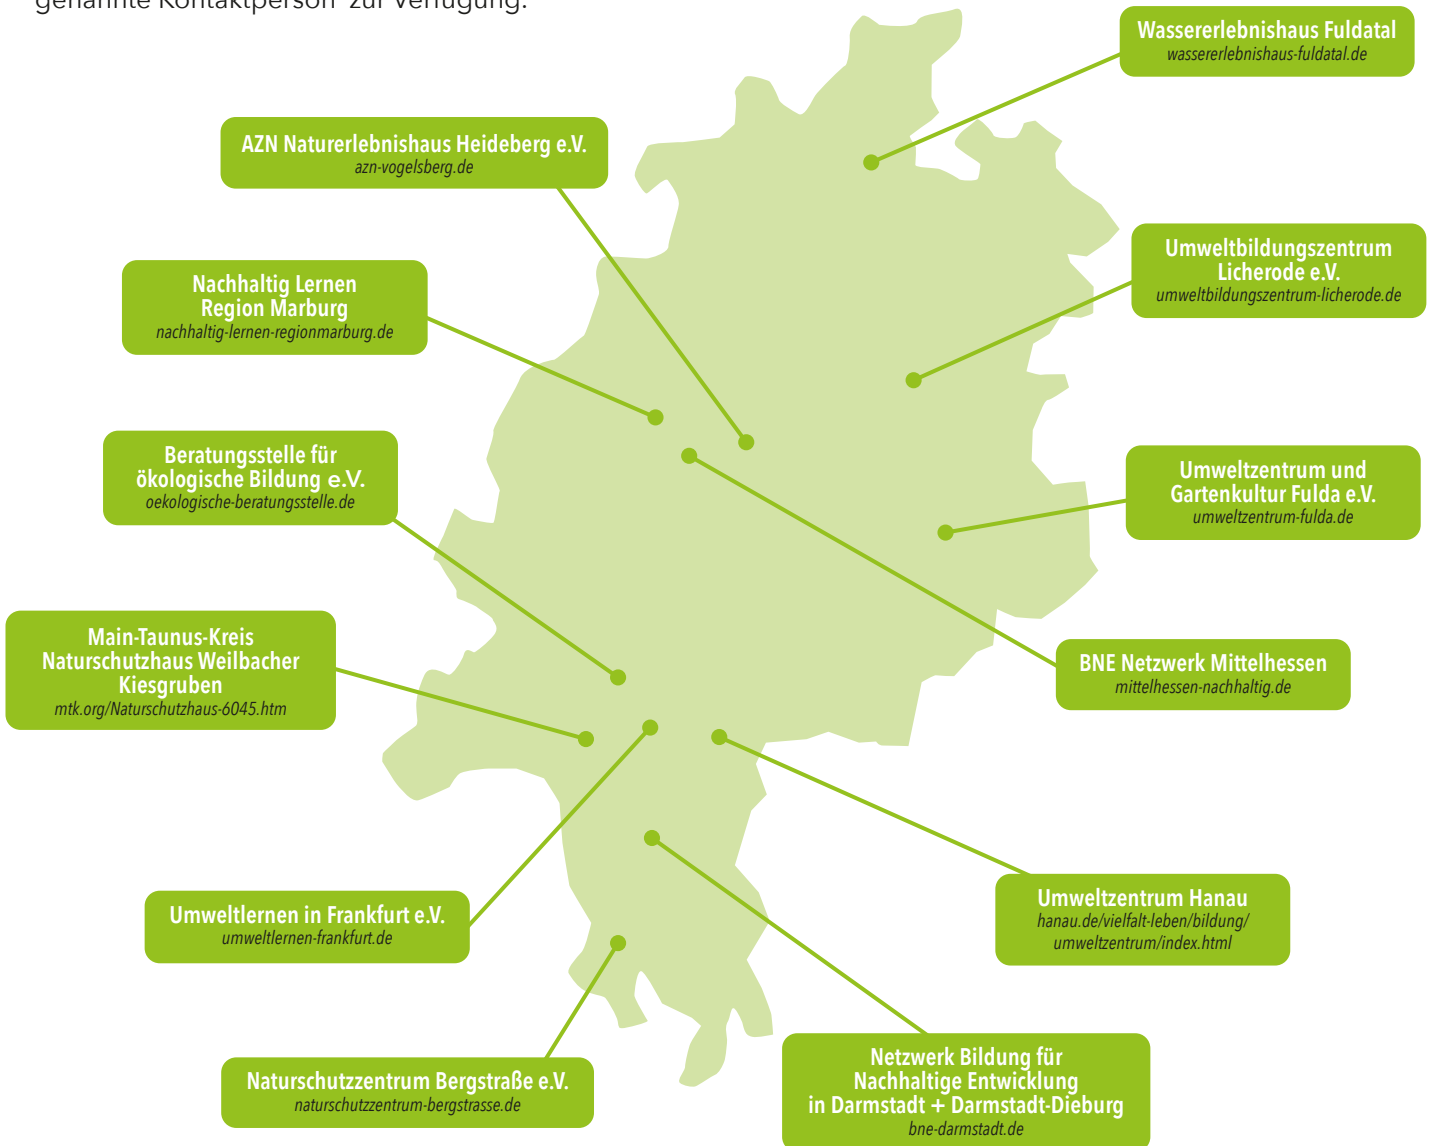 genannte Kontaktperson zur Verfügung.
Wassererlebnishaus Fuldatal
wassererlebnishaus-fuldatal.de
AZN Naturerlebnishaus Heideberg e.V.
azn-vogelsberg.de
Umweltbildungszentrum
Licherode e.V.
umweltbildungszentrum-licherode.de
Nachhaltig Lernen
Region Marburg
nachhaltig-lernen-regionmarburg.de
Beratungsstelle für
ökologische Bildung e.V.
oekologische-beratungsstelle.de
Umweltzentrum und
Gartenkultur Fulda e.V.
umweltzentrum-fulda.de
Main-Taunus-Kreis
Naturschutzhaus Weilbacher
Kiesgruben
mtk.org/Naturschutzhaus-6045.htm
BNE Netzwerk Mittelhessen
mittelhessen-nachhaltig.de
Umweltlernen in Frankfurt e.V.
umweltlernen-frankfurt.de
Umweltzentrum Hanau
hanau.de/vielfalt-leben/bildung/
umweltzentrum/index.html
Naturschutzzentrum Bergstraße e.V.
naturschutzzentrum-bergstrasse.de
Netzwerk Bildung für
Nachhaltige Entwicklung
in Darmstadt + Darmstadt-Dieburg
bne-darmstadt.de